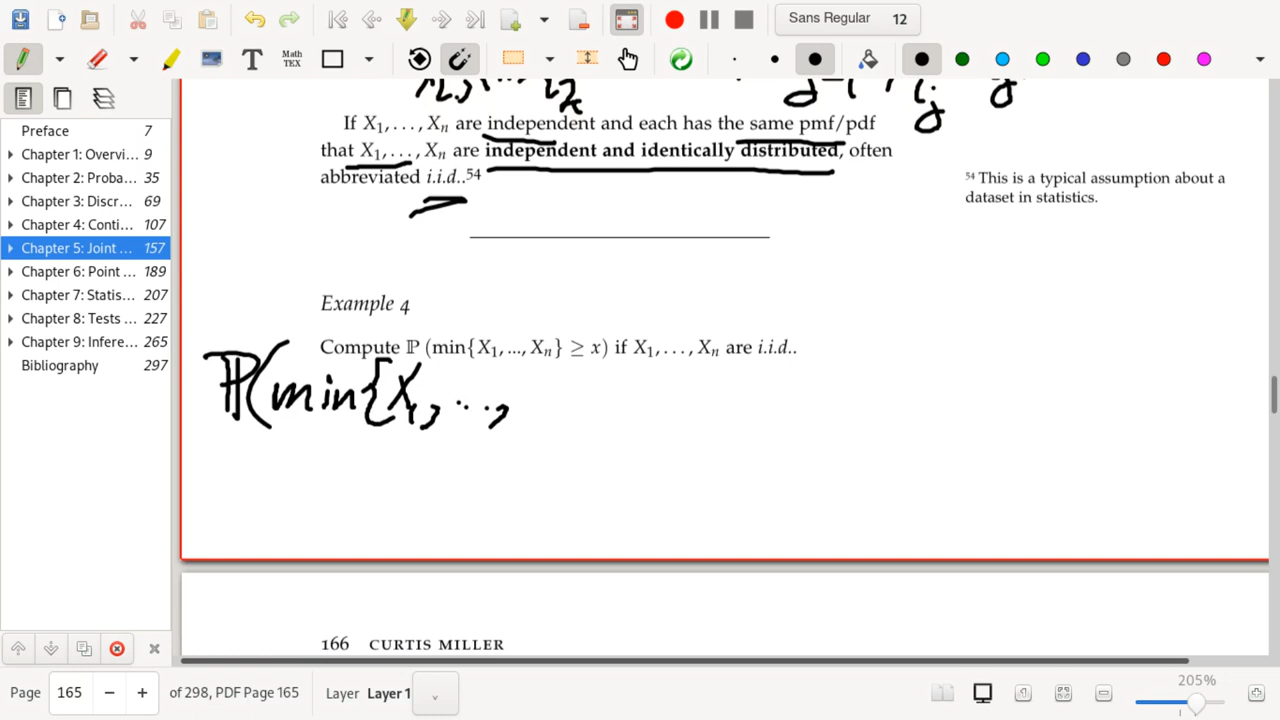 Sans Regular 12
Math
TEX
Preface 7
Chapter 1: Overvi... 9
Chapter 2: Proba... 35
Chapter 3: Discr... 69
Chapter 4: Conti... 107
Chapter 5: Joint ... 157
Chapter 6: Point ... 189
Chapter 7: Statis... 207
Chapter 8: Tests ... 227
Chapter 9: Infere... 265
Bibliography 297
If X₁, . . . , Xₙ are independent and each has the same pmf/pdf
that X₁, . . . , Xₙ are independent and identically distributed, often
abbreviated i.i.d..⁵⁴
⁵⁴ This is a typical assumption about a
dataset in statistics.
Example 4
Compute ℙ (min{X₁, ..., Xₙ} ≥ x) if X₁, . . . , Xₙ are i.i.d..
ℙ(min{X₁, ...,
166 CURTIS MILLER
Page 165 of 298, PDF Page 165 Layer Layer 1
205%